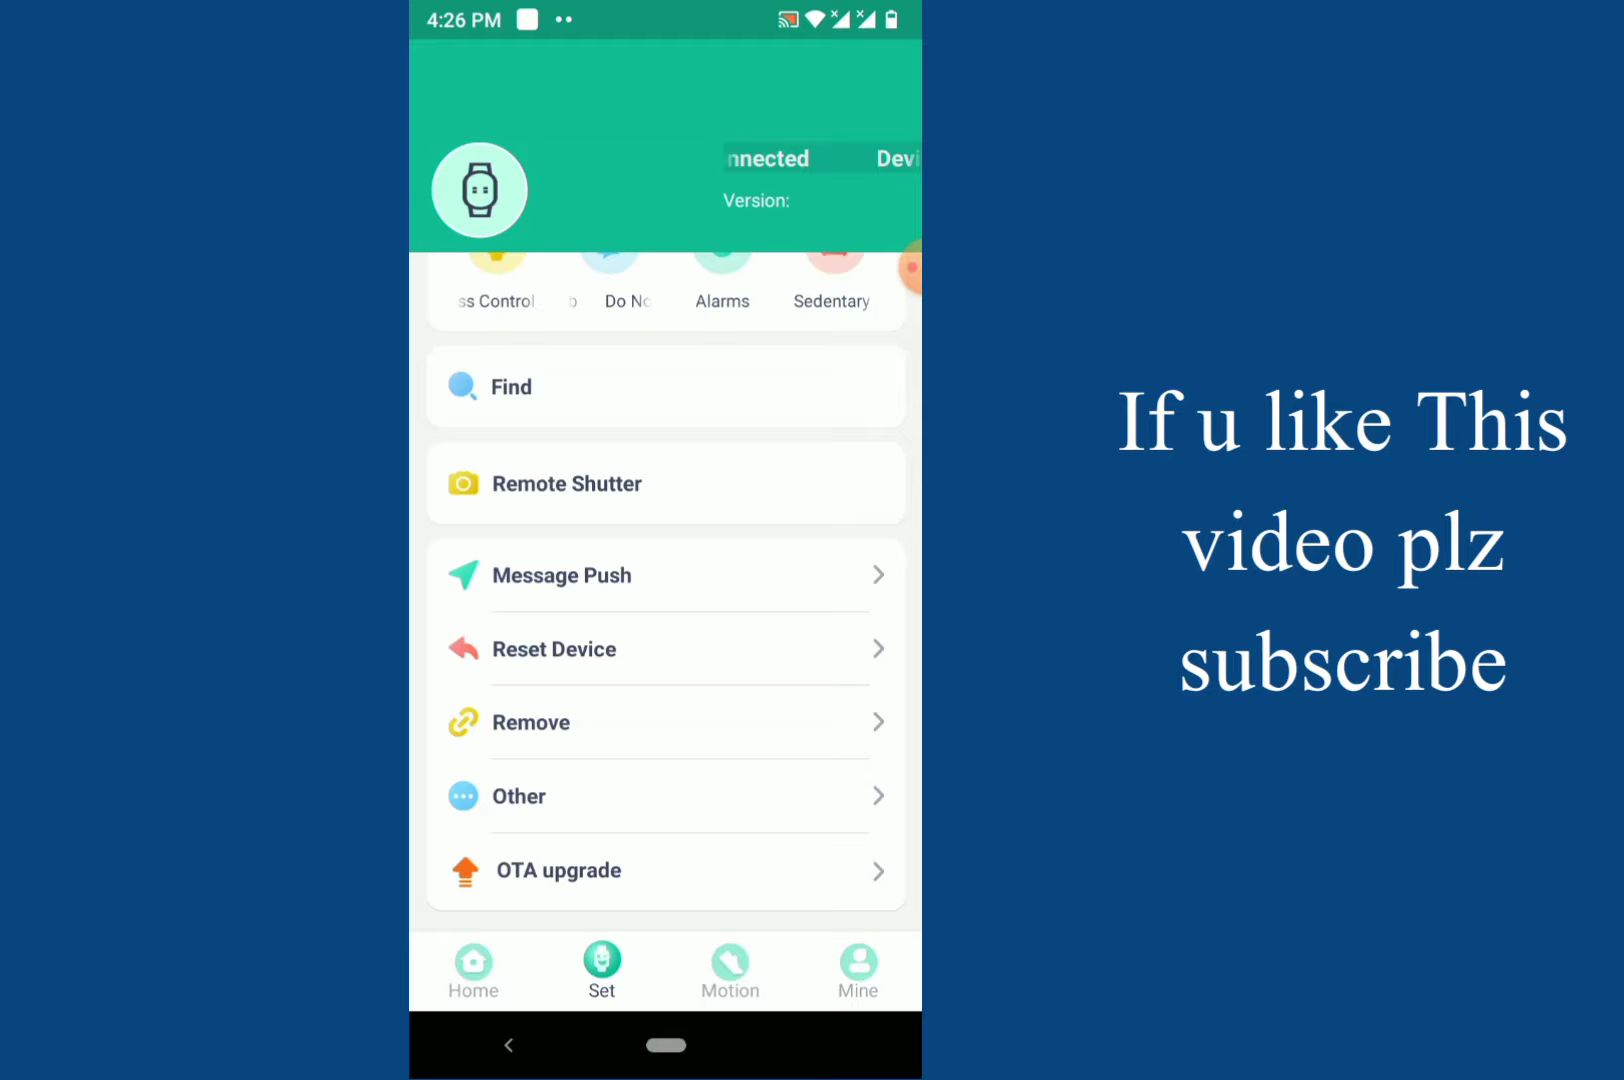 4:26 PM
nnected Devi
Version:
ss Control
Do Nc
Alarms
Sedentary
Find
Remote Shutter
Message Push
Reset Device
Remove
Other
OTA upgrade
Home
Set
Motion
Mine
If u like This
video plz
subscribe